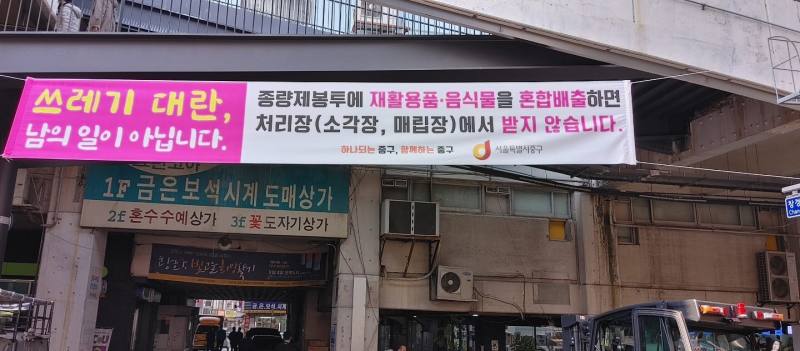 쓰레기 대란,
남의 일이 아닙니다.
종량제봉투에 재활용품·음식물을 혼합배출하면
처리장(소각장, 매립장)에서 받지 않습니다.
하나되는 중구, 함께하는 중구
서울특별시중구
1F 금은보석시계 도매상가
2f 혼수수예상가 3f 꽃도자기상가